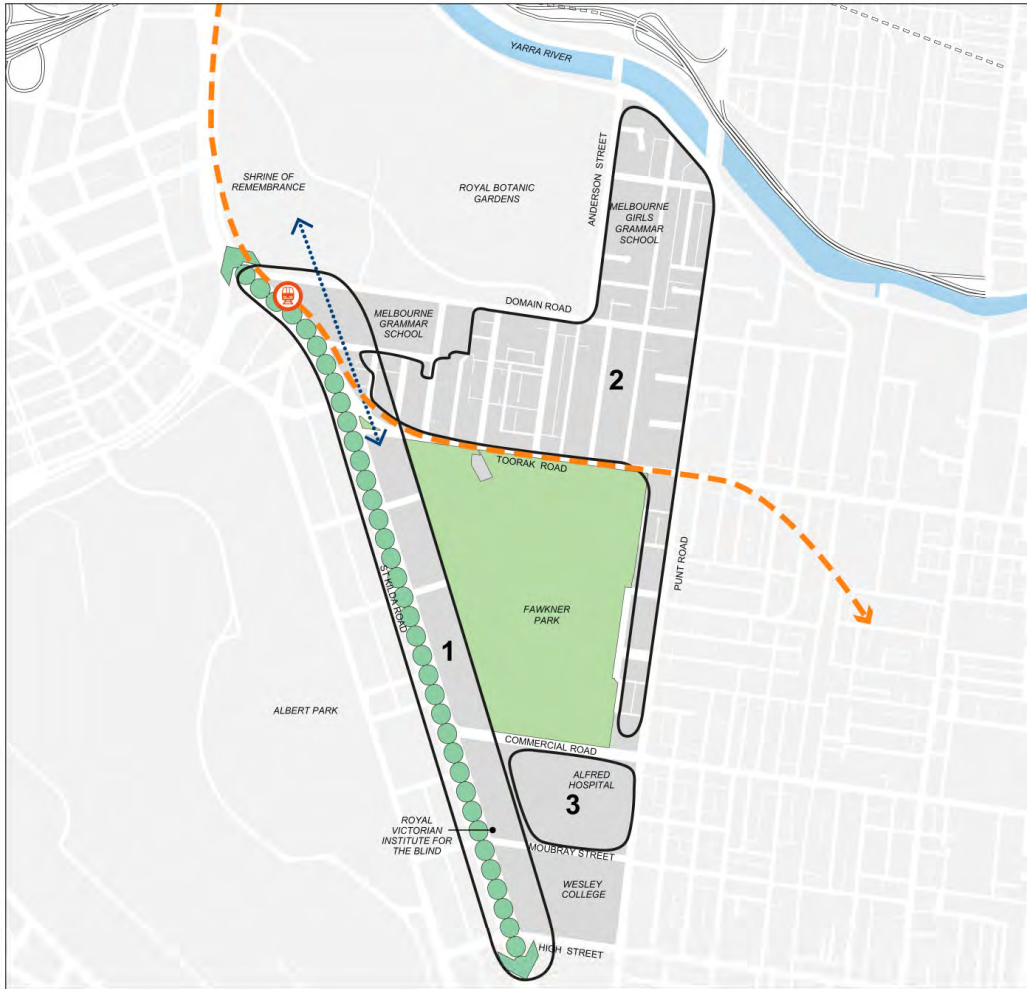 YARRA RIVER
SHRINE OF
REMEMBRANCE
ROYAL BOTANIC
GARDENS
ANDERSON STREET
MELBOURNE
GIRLS
GRAMMAR
SCHOOL
DOMAIN ROAD
MELBOURNE
GRAMMAR
SCHOOL
2
TOORAK ROAD
PUNT ROAD
ST KILDA ROAD
FAWKNER
PARK
1
ALBERT PARK
COMMERCIAL ROAD
ALFRED
HOSPITAL
3
ROYAL
VICTORIAN
INSTITUTE FOR
THE BLIND
MOUBRAY STREET
WESLEY
COLLEGE
HIGH STREET